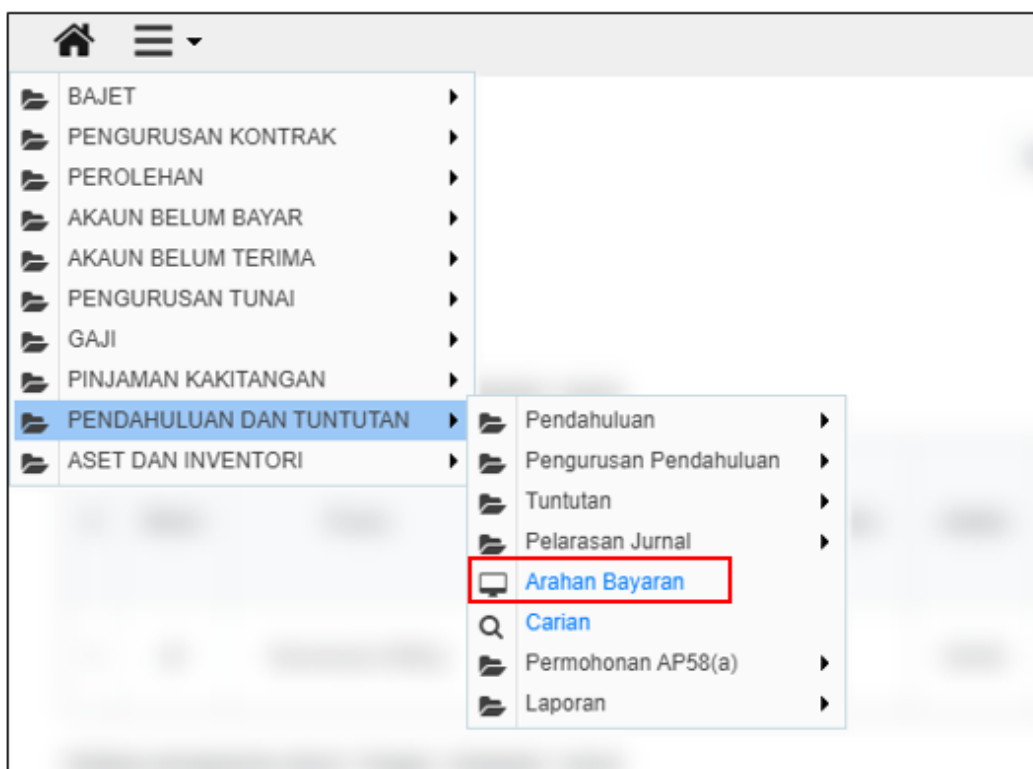 BAJET
PENGURUSAN KONTRAK
PEROLEHAN
AKAUN BELUM BAYAR
AKAUN BELUM TERIMA
PENGURUSAN TUNAI
GAJI
PINJAMAN KAKITANGAN
PENDAHULUAN DAN TUNTUTAN
ASET DAN INVENTORI
Pendahuluan
Pengurusan Pendahuluan
Tuntutan
Pelarasan Jurnal
Arahan Bayaran
Carian
Permohonan AP58(a)
Laporan